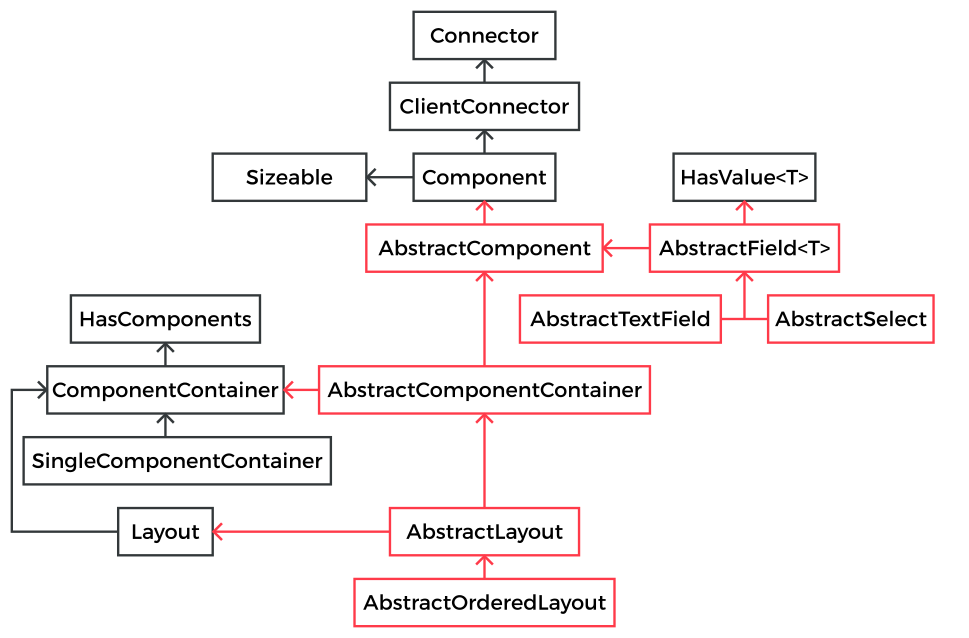 Connector
ClientConnector
Sizeable
Component
HasValue<T>
AbstractComponent
AbstractField<T>
HasComponents
AbstractTextField
AbstractSelect
ComponentContainer
AbstractComponentContainer
SingleComponentContainer
Layout
AbstractLayout
AbstractOrderedLayout